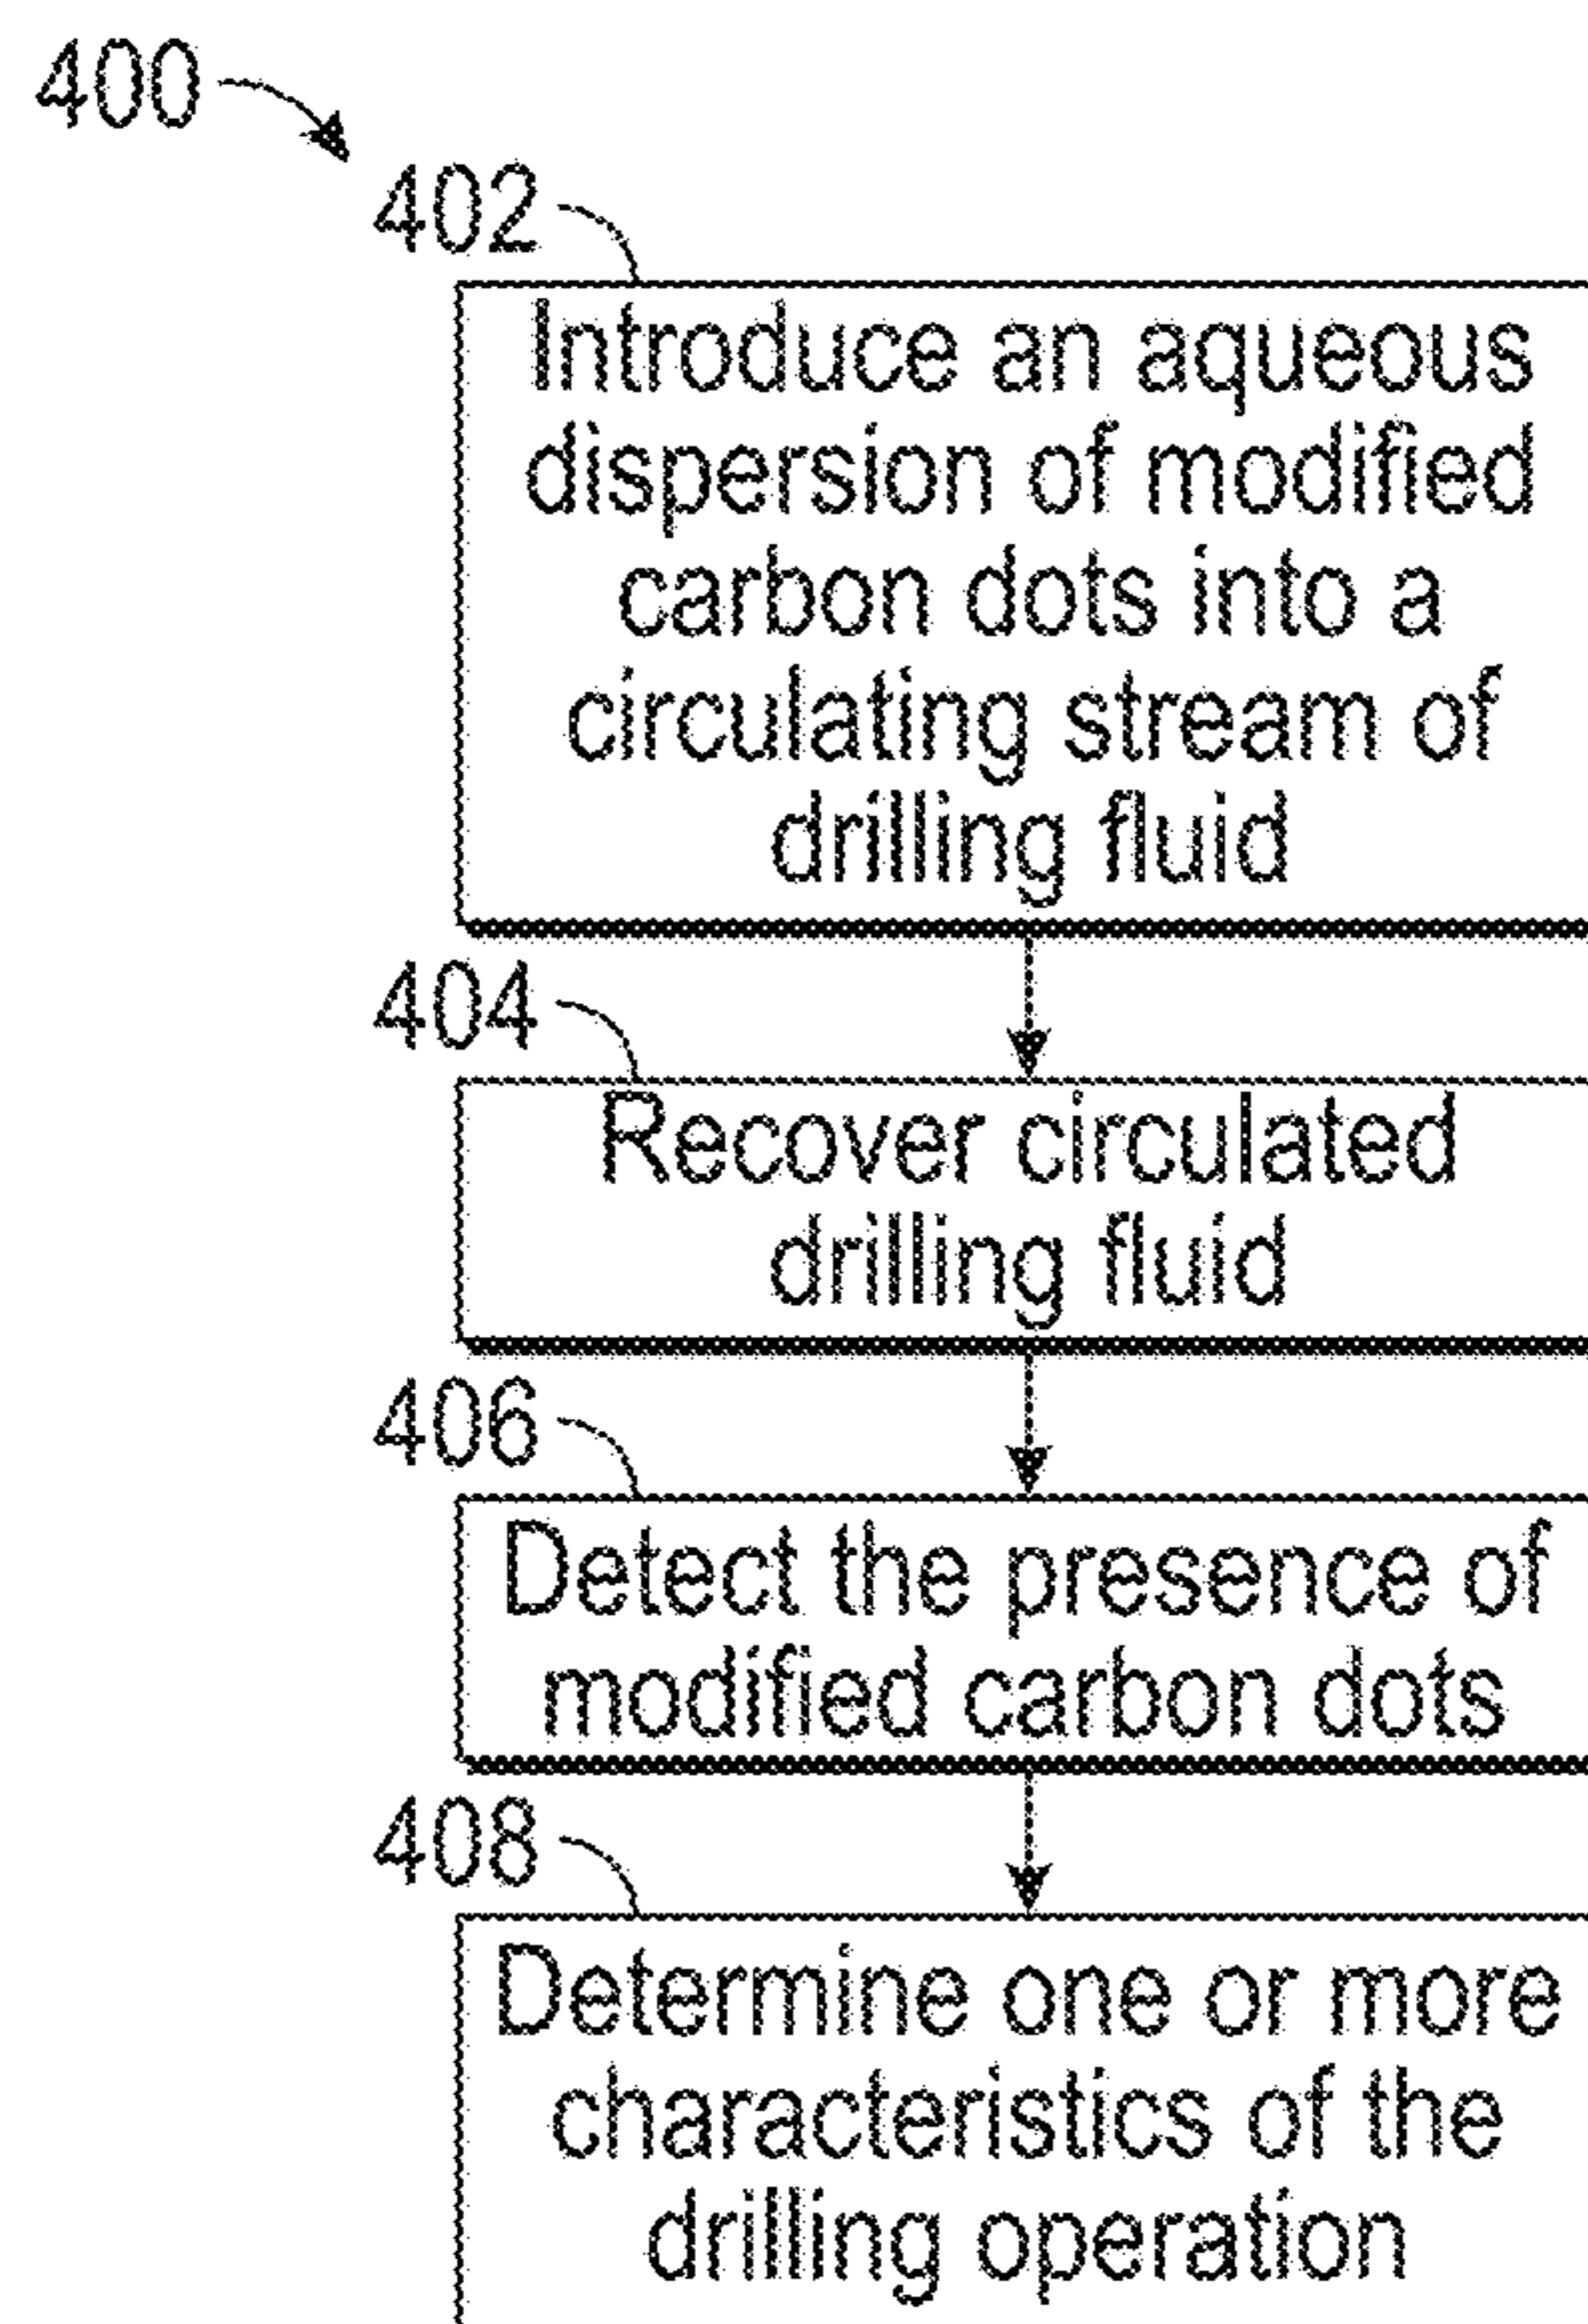 400
402
Introduce an aqueous
dispersion of modified
carbon dots into a
circulating stream of
drilling fluid
404
Recover circulated
drilling fluid
406
Detect the presence of
modified carbon dots
408
Determine one or more
characteristics of the
drilling operation